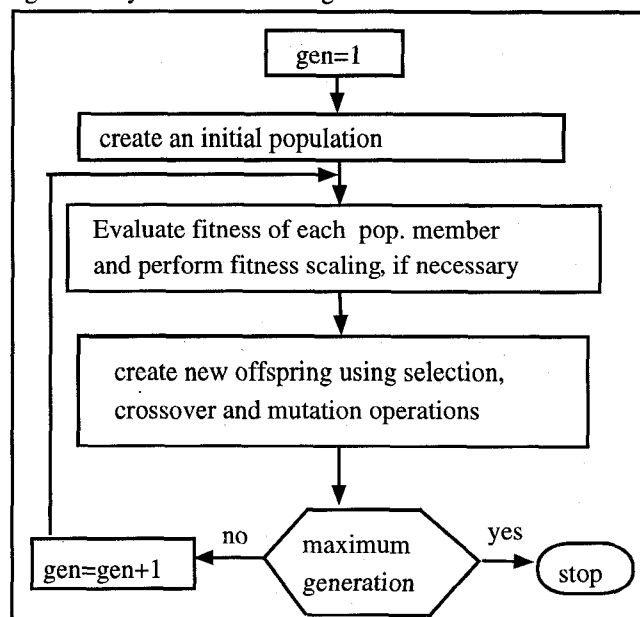 gen=1
create an initial population
Evaluate fitness of each pop. member
and perform fitness scaling, if necessary
create new offspring using selection,
crossover and mutation operations
no
maximum
generation
yes
gen=gen+1
stop